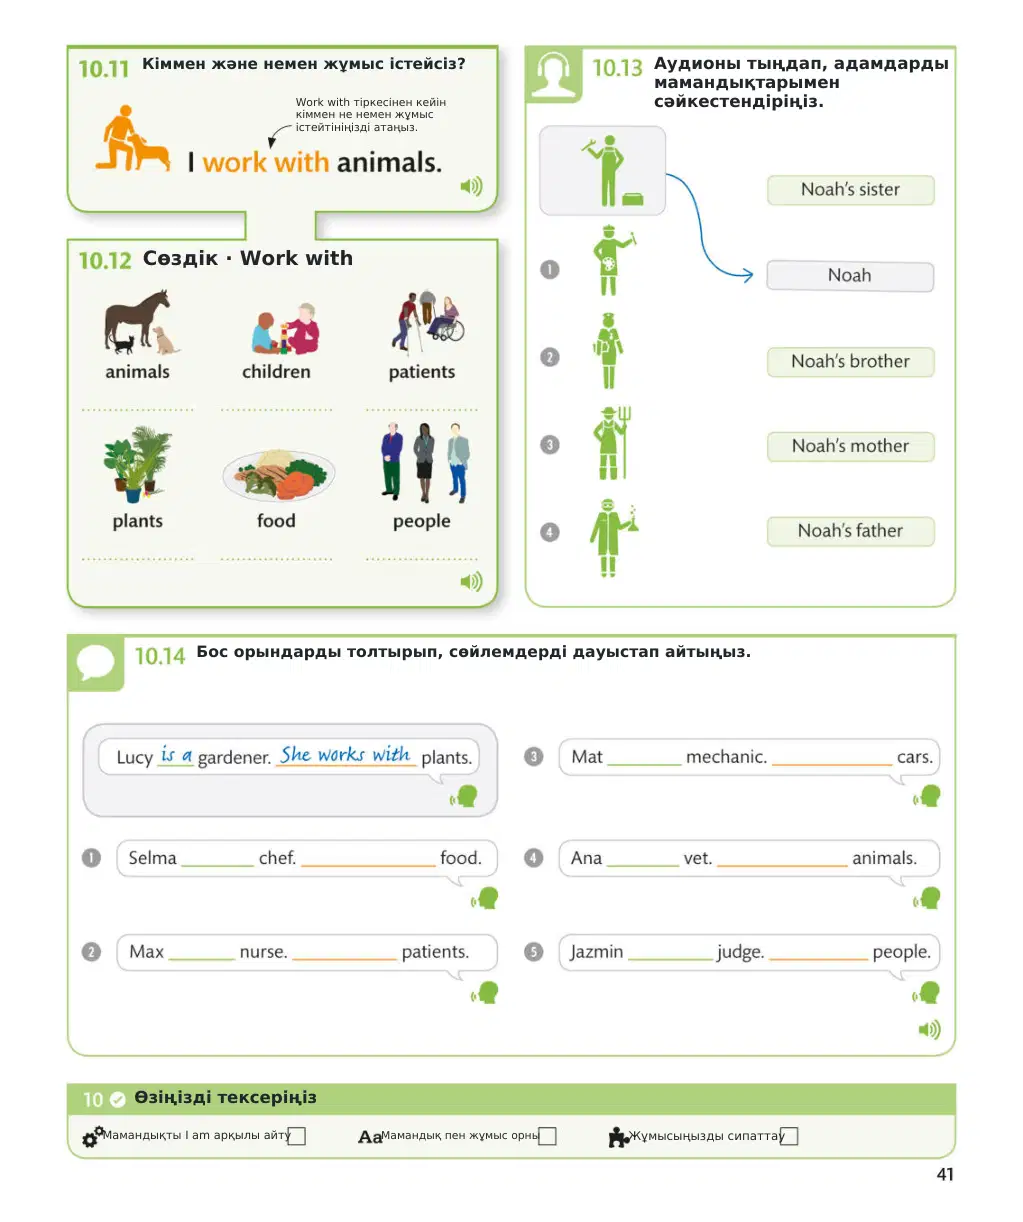 10.11 Кіммен және немен жұмыс істейсіз?
Work with тіркесінен кейін
кіммен не немен жұмыс
істейтініңізді атаңыз.
I work with animals.
10.12 Сөздік · Work with
animals children patients
plants food people
10.13 Аудионы тыңдап, адамдарды
мамандықтарымен
сәйкестендіріңіз.
Noah's sister
1 Noah
2 Noah's brother
3 Noah's mother
4 Noah's father
10.14 Бос орындарды толтырып, сөйлемдерді дауыстап айтыңыз.
Lucy is a gardener. She works with plants.
1 Selma chef. food.
2 Max nurse. patients.
3 Mat mechanic. cars.
4 Ana vet. animals.
5 Jazmin judge. people.
10 Өзіңізді тексеріңіз
Мамандықты I am арқылы айту Aa Мамандық пен жұмыс орны Жұмысыңызды сипаттау
41